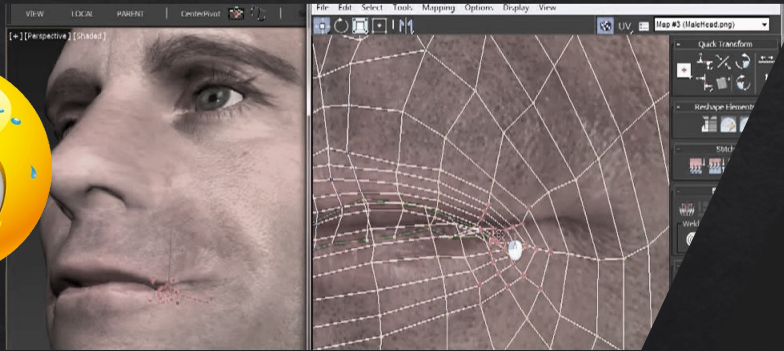 VIEW LOCAL PARENT CenterPivot
[+] [Perspective] [Shaded]
File Edit Select Tools Mapping Options Display View
UV Map #3 (MaleHead.png)
Quick Transform
Reshape Elements
Stitch
Weld